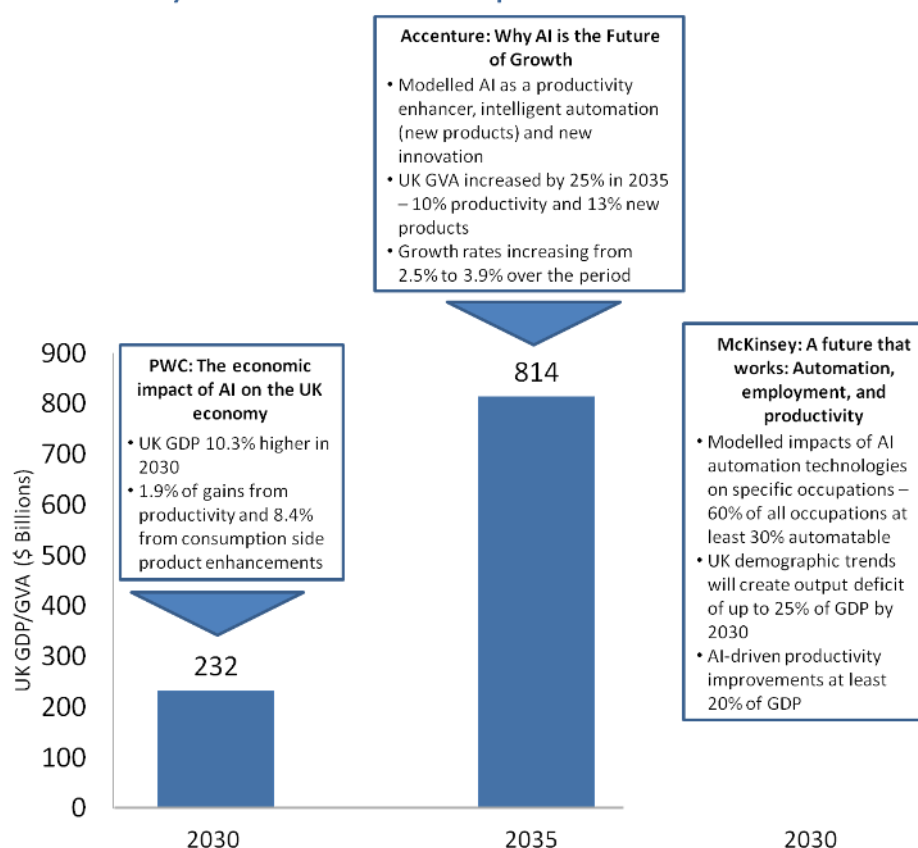 Accenture: Why AI is the Future
of Growth
• Modelled AI as a productivity
enhancer, intelligent automation
(new products) and new
innovation
• UK GVA increased by 25% in 2035
– 10% productivity and 13% new
products
• Growth rates increasing from
2.5% to 3.9% over the period
PWC: The economic
impact of AI on the UK
economy
• UK GDP 10.3% higher in
2030
• 1.9% of gains from
productivity and 8.4%
from consumption side
product enhancements
McKinsey: A future that
works: Automation,
employment, and
productivity
• Modelled impacts of AI
automation technologies
on specific occupations –
60% of all occupations at
least 30% automatable
• UK demographic trends
will create output deficit
of up to 25% of GDP by
2030
• AI-driven productivity
improvements at least
20% of GDP
UK GDP/GVA ($ Billions)
900
800
700
600
500
400
300
200
100
0
232
814
2030
2035
2030